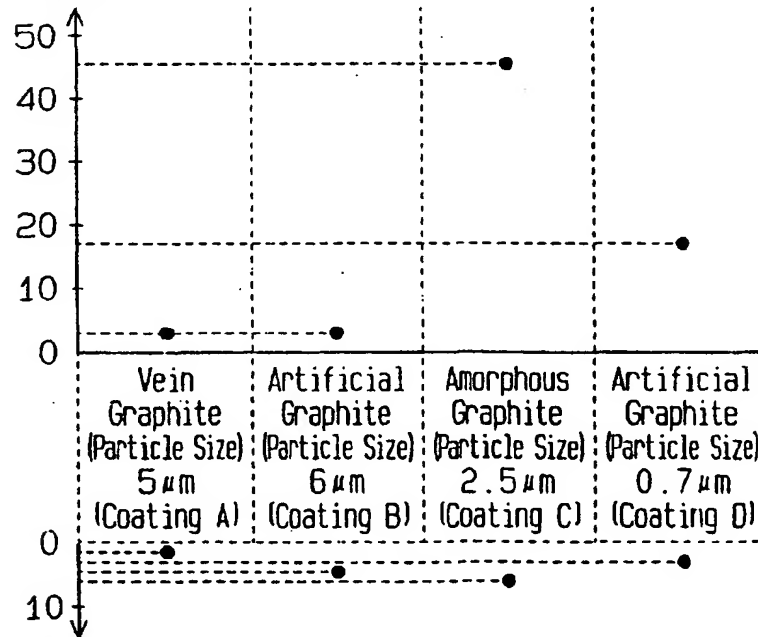 50
40
30
20
10
0
Vein Graphite (Particle Size) 5μm (Coating A)
Artificial Graphite (Particle Size) 6μm (Coating B)
Amorphous Graphite (Particle Size) 2.5μm (Coating C)
Artificial Graphite (Particle Size) 0.7μm (Coating D)
0
10